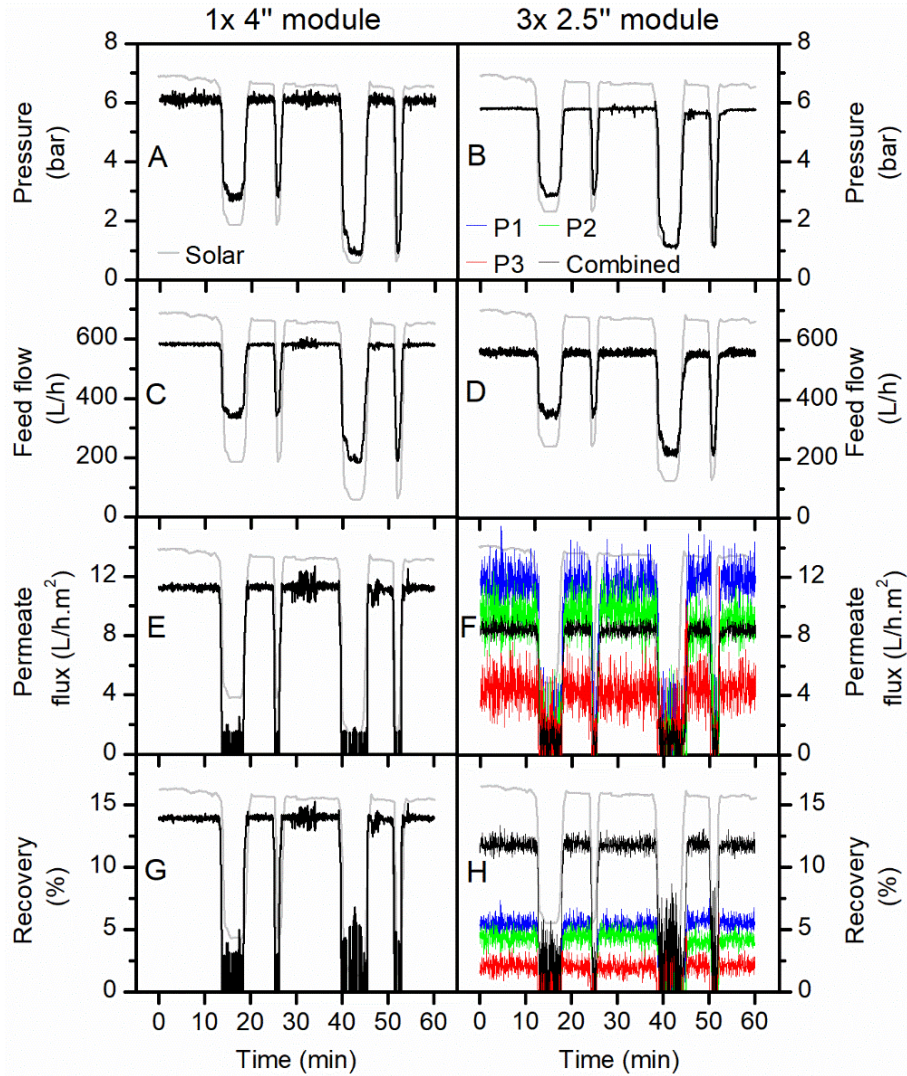 1x 4" module 3x 2.5" module
8 8
6 6
4 4
2 2
0 0
Pressure
(bar)
A B
Solar
P1 P2
P3 Combined
Pressure
(bar)
600 600
400 400
200 200
0 0
Feed flow
(L/h)
C D
Feed flow
(L/h)
12 12
8 8
4 4
0 0
Permeate
flux (L/h.m²)
E F
Permeate
flux (L/h.m²)
15 15
10 10
5 5
0 0
Recovery
(%)
G H
Recovery
(%)
0 10 20 30 40 50 60 0 10 20 30 40 50 60
Time (min) Time (min)